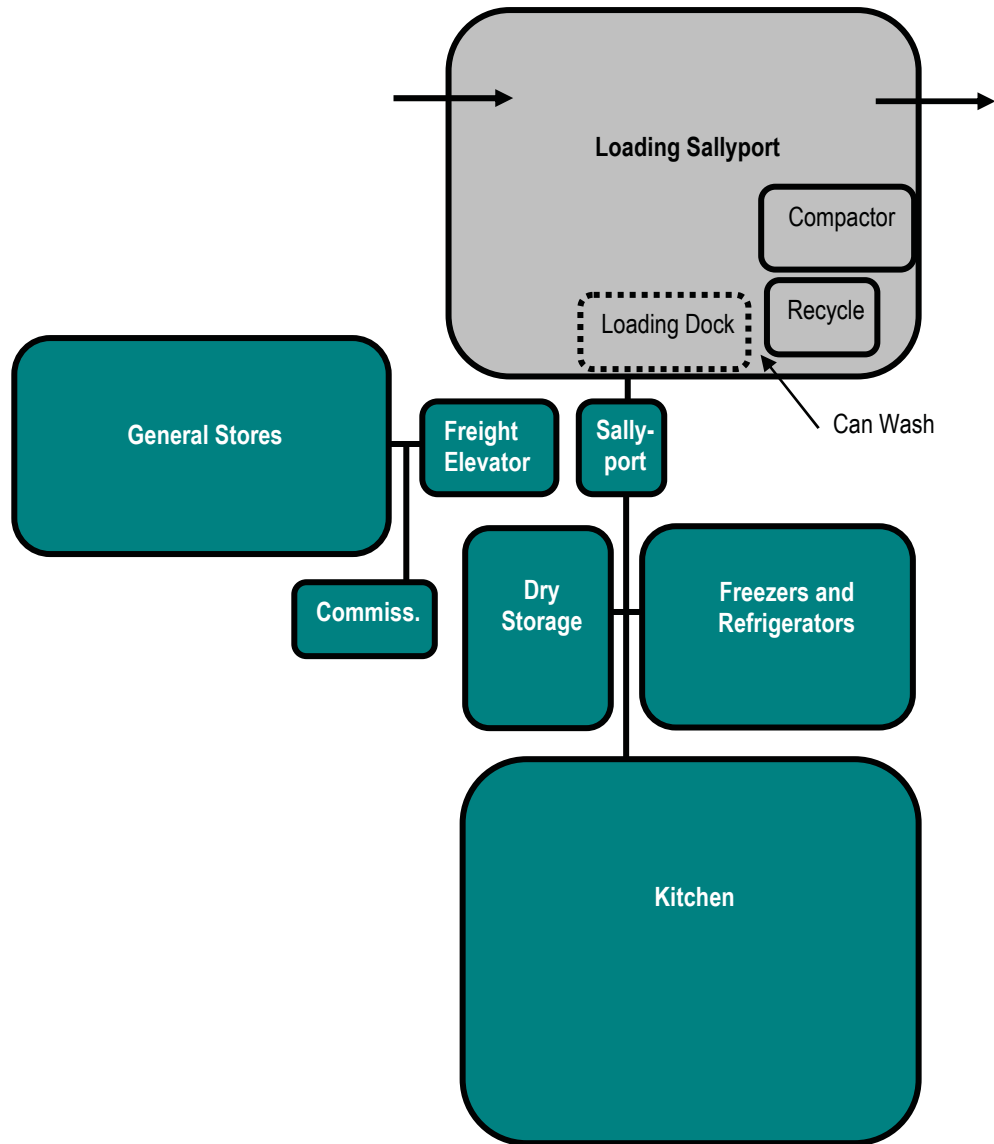 Loading Sallyport
Compactor
Recycle
Loading Dock
Can Wash
General Stores
Freight
Elevator
Sally-
port
Commiss.
Dry
Storage
Freezers and
Refrigerators
Kitchen